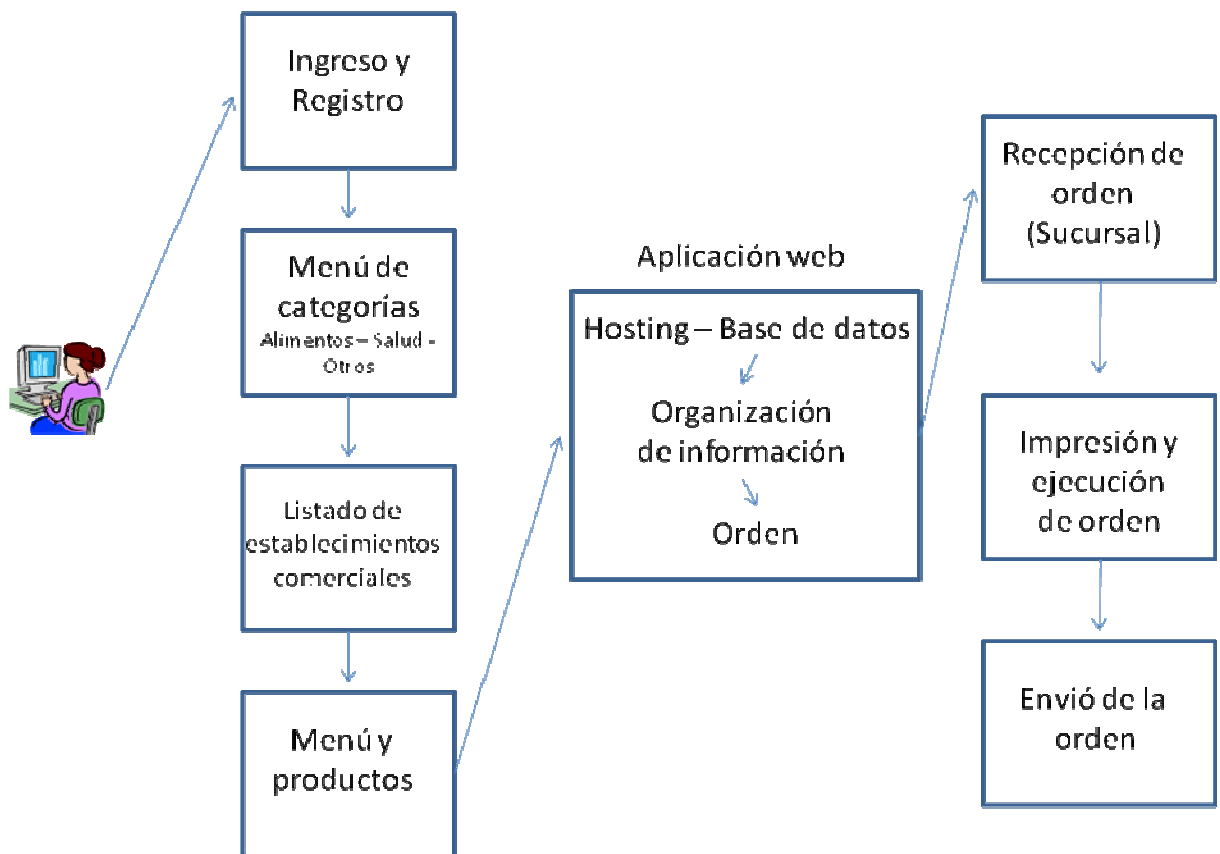 Ingreso y
Registro
Menú de
categorías
Alimentos – Salud -
Otros
Listado de
establecimientos
comerciales
Menú y
productos
Aplicación web
Hosting – Base de datos
Organización
de información
Orden
Recepción de
orden
(Sucursal)
Impresión y
ejecución
de orden
Envió de la
orden